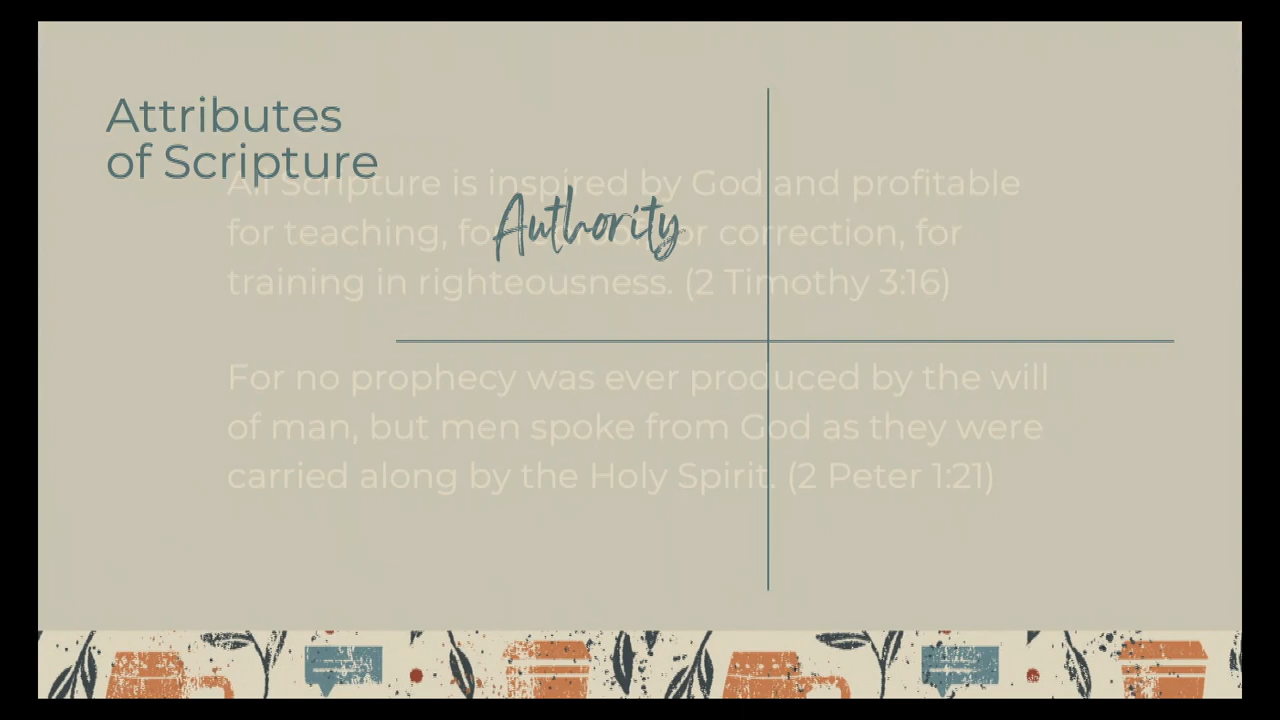 Attributes
of Scripture
Authority
All Scripture is inspired by God and profitable
for teaching, for correction, for
training in righteousness. (2 Timothy 3:16)
For no prophecy was ever produced by the will
of man, but men spoke from God as they were
carried along by the Holy Spirit. (2 Peter 1:21)